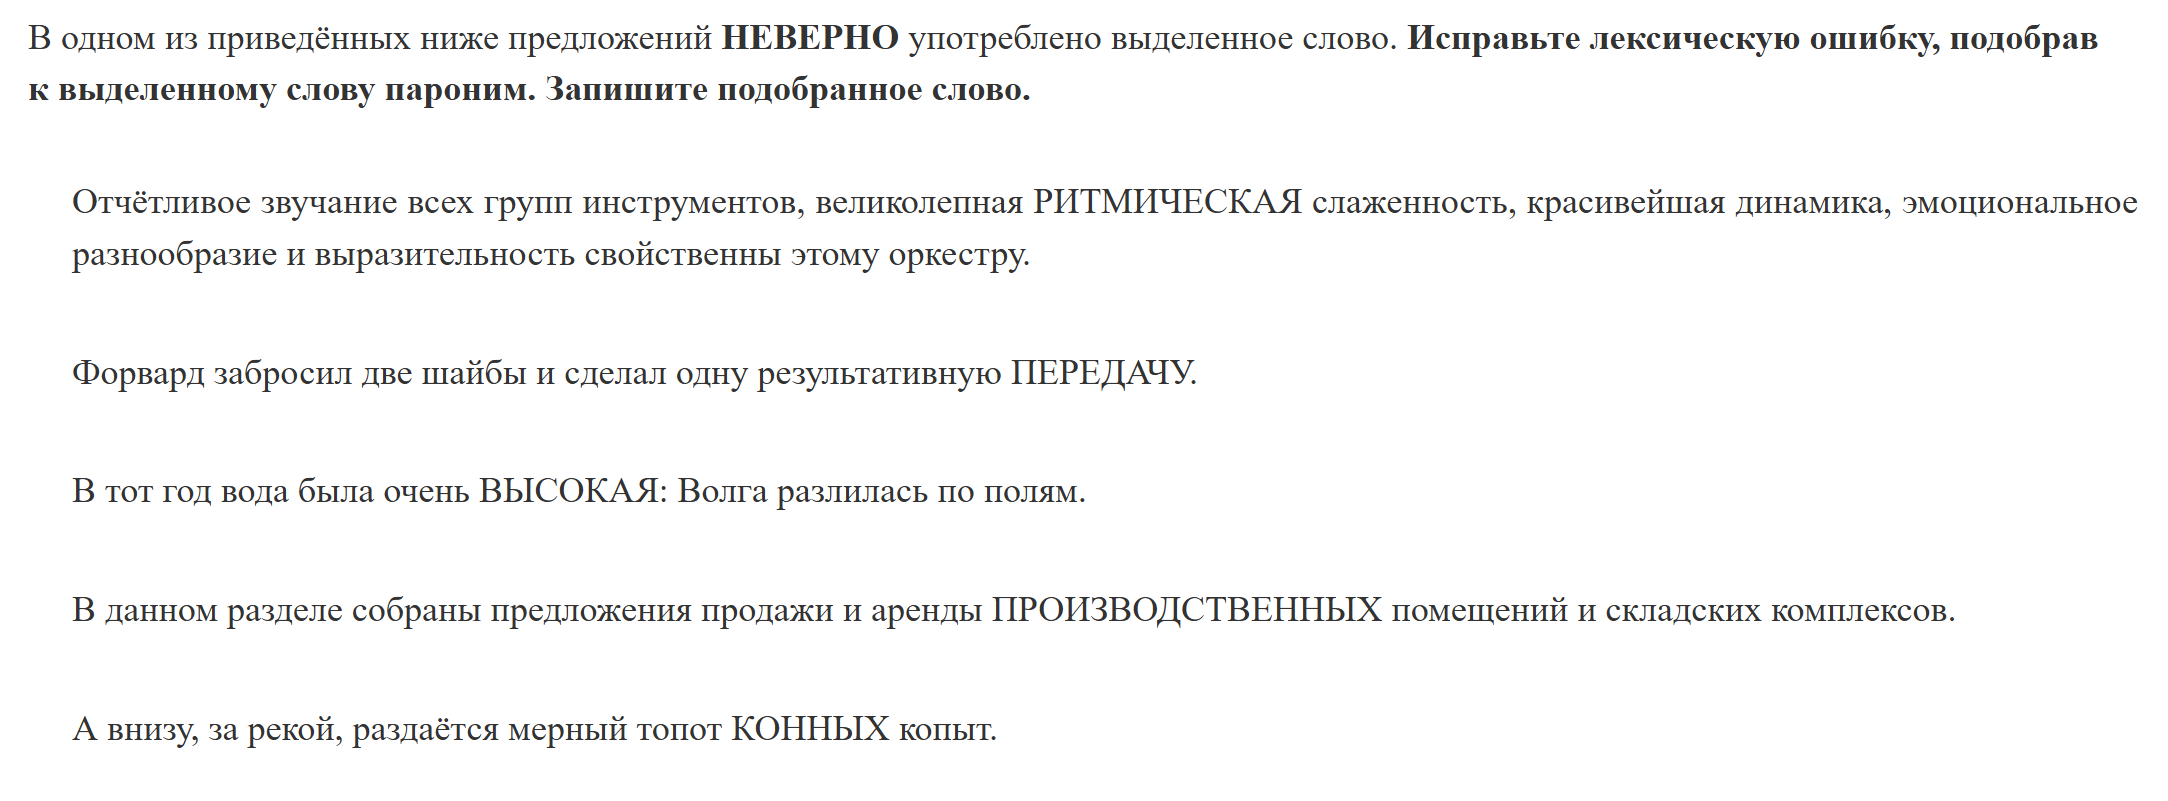 В одном из приведённых ниже предложений НЕВЕРНО употреблено выделенное слово. Исправьте лексическую ошибку, подобрав
к выделенному слову пароним. Запишите подобранное слово.
Отчётливое звучание всех групп инструментов, великолепная РИТМИЧЕСКАЯ слаженность, красивейшая динамика, эмоциональное
разнообразие и выразительность свойственны этому оркестру.
Форвард забросил две шайбы и сделал одну результативную ПЕРЕДАЧУ.
В тот год вода была очень ВЫСОКАЯ: Волга разлилась по полям.
В данном разделе собраны предложения продажи и аренды ПРОИЗВОДСТВЕННЫХ помещений и складских комплексов.
А внизу, за рекой, раздаётся мерный топот КОННЫХ копыт.